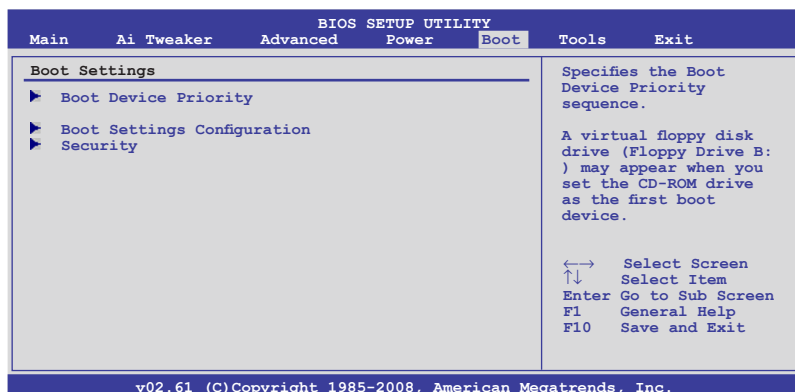 BIOS SETUP UTILITY
Main Ai Tweaker Advanced Power Boot Tools Exit
Boot Settings
Boot Device Priority
Boot Settings Configuration
Security
Specifies the Boot
Device Priority
sequence.
A virtual floppy disk
drive (Floppy Drive B:
) may appear when you
set the CD-ROM drive
as the first boot
device.
←→ Select Screen
↑↓ Select Item
Enter Go to Sub Screen
F1 General Help
F10 Save and Exit
v02.61 (C)Copyright 1985-2008, American Megatrends, Inc.